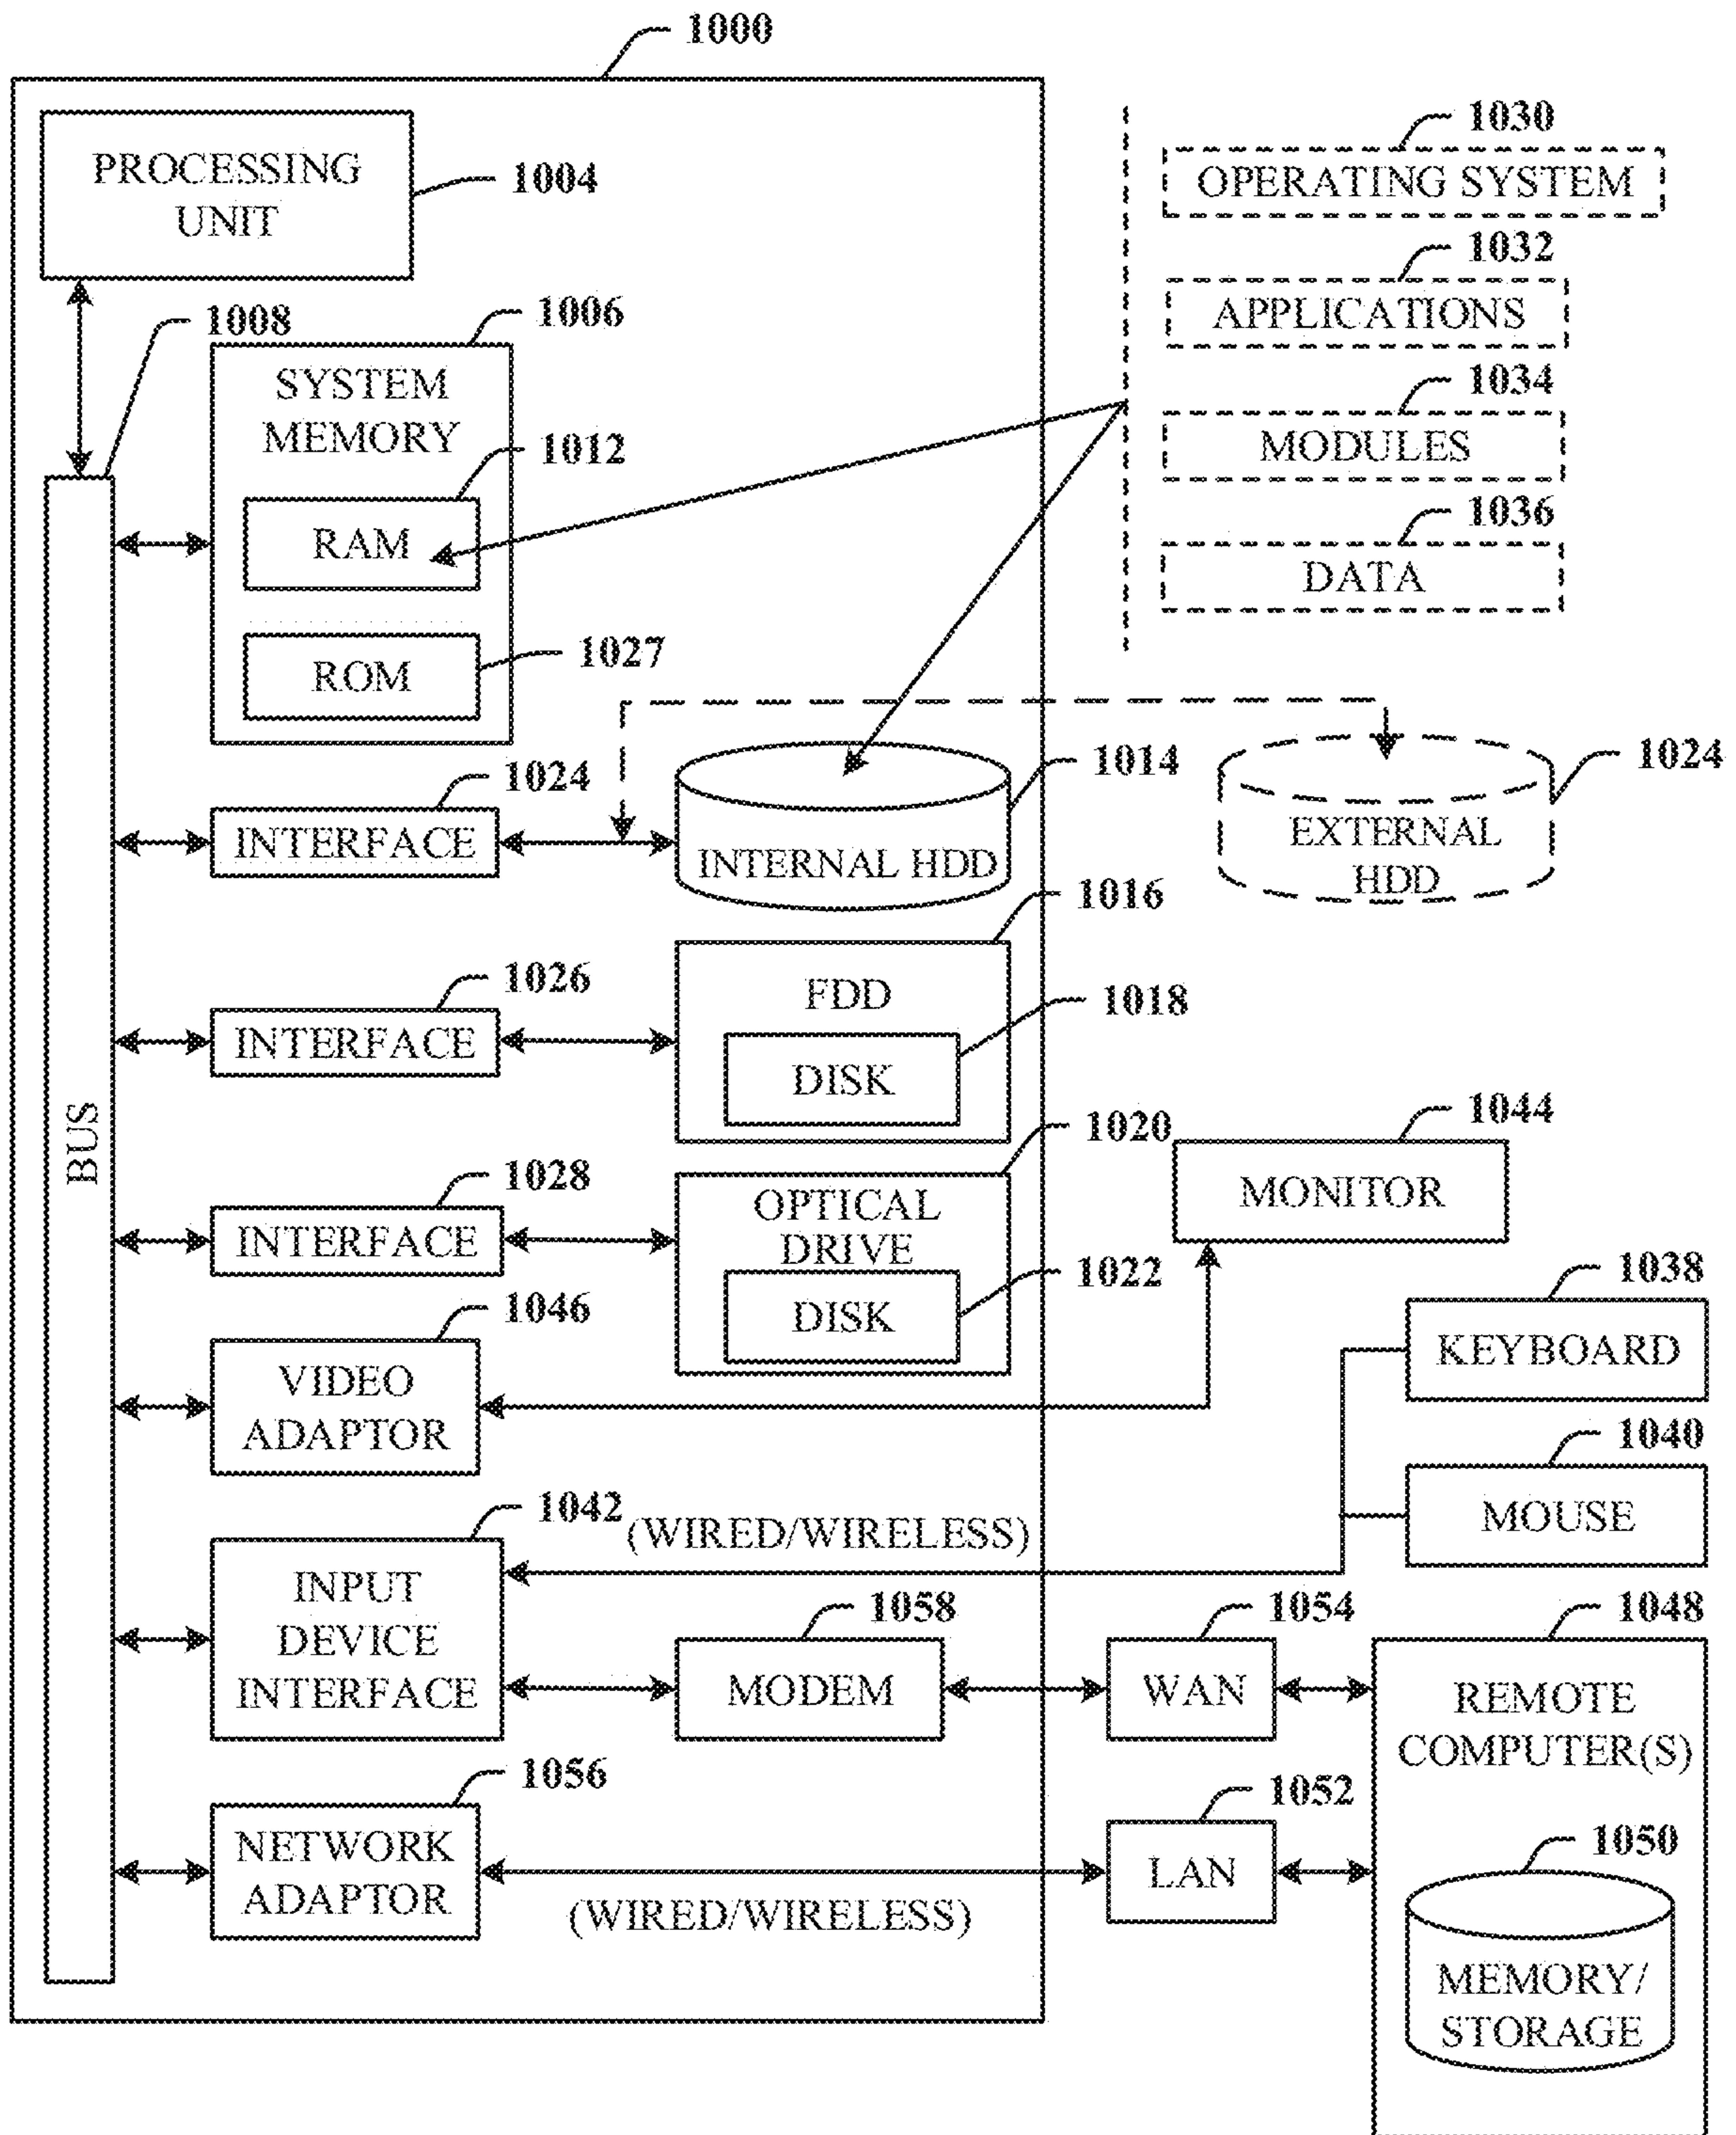 1000
PROCESSING
UNIT
1004
1030
OPERATING SYSTEM
1032
APPLICATIONS
1034
MODULES
1036
DATA
1008
BUS
1006
SYSTEM
MEMORY
1012
RAM
1027
ROM
1024
INTERFACE
1014
INTERNAL HDD
1024
EXTERNAL
HDD
1026
INTERFACE
1016
FDD
1018
DISK
1028
INTERFACE
1020
OPTICAL
DRIVE
1022
DISK
1044
MONITOR
1046
VIDEO
ADAPTOR
1038
KEYBOARD
1040
MOUSE
1042
INPUT
DEVICE
INTERFACE
(WIRED/WIRELESS)
1058
MODEM
1054
WAN
1048
REMOTE
COMPUTER(S)
1056
NETWORK
ADAPTOR
(WIRED/WIRELESS)
1052
LAN
1050
MEMORY/
STORAGE